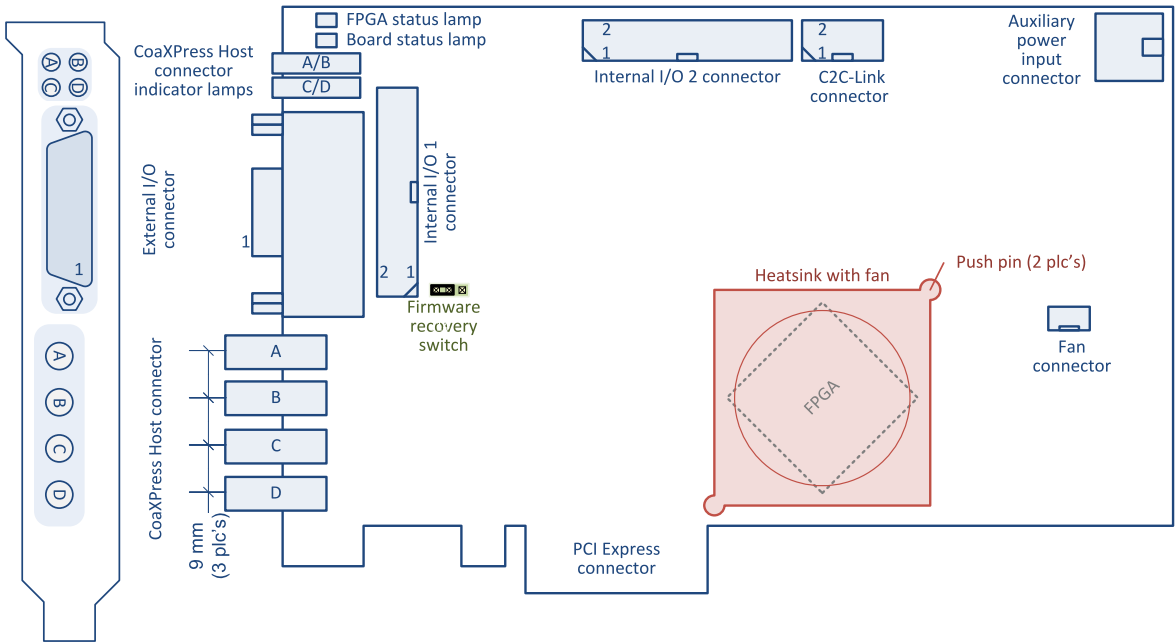 FPGA status lamp
Board status lamp
CoaXPress Host
connector
indicator lamps
A/B
C/D
A
B
C
D
2
1
Internal I/O 2 connector
2
1
C2C-Link
connector
Auxiliary
power
input
connector
External I/O
connector
1
1
Internal I/O 1
connector
2
1
Firmware
recovery
switch
Heatsink with fan
Push pin (2 plc's)
FPGA
Fan
connector
CoaXPress Host connector
A
B
C
D
A
B
C
D
9 mm
(3 plc's)
PCI Express
connector